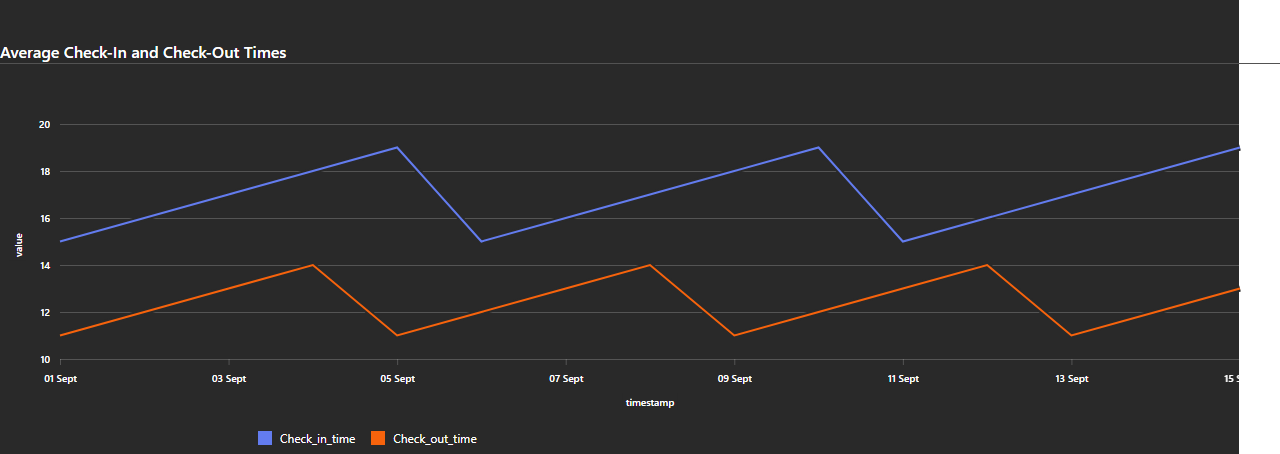 Average Check-In and Check-Out Times
20
18
16
14
12
10
value
01 Sept
03 Sept
05 Sept
07 Sept
09 Sept
11 Sept
13 Sept
15
timestamp
Check_in_time
Check_out_time